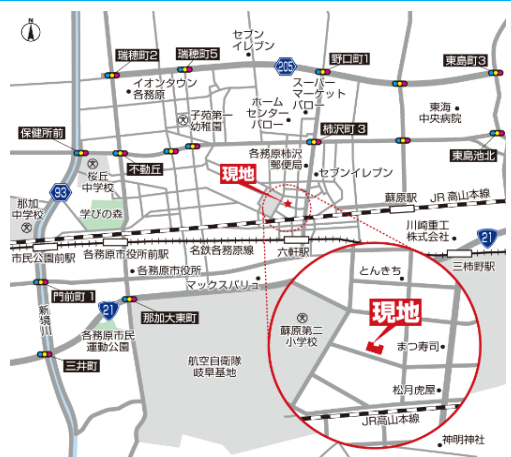 N
セブン
イレブン
瑞穂町2
瑞穂町5
205
野口町1
東島町3
イオンタウン
各務原
スーパー
マーケット
バロー
子苑第一
幼稚園
ホーム
センター
バロー
東海
中央病院
保健所前
不動丘
柿沢町3
東島池北
各務原柿沢
郵便局
セブンイレブン
桜丘
中学校
現地
93
那加
中学校
学びの森
蘇原駅
JR高山本線
川崎重工
株式会社
21
市民公園前駅
各務原市役所前駅
名鉄各務原線
六軒駅
三柿野駅
各務原市役所
マックスバリュ
とんきち
門前町1
21
那加大東町
新境川
各務原市民
運動公園
蘇原第二
小学校
現地
まつ寿司
三井町
航空自衛隊
岐阜基地
松月虎屋
JR高山本線
神明神社